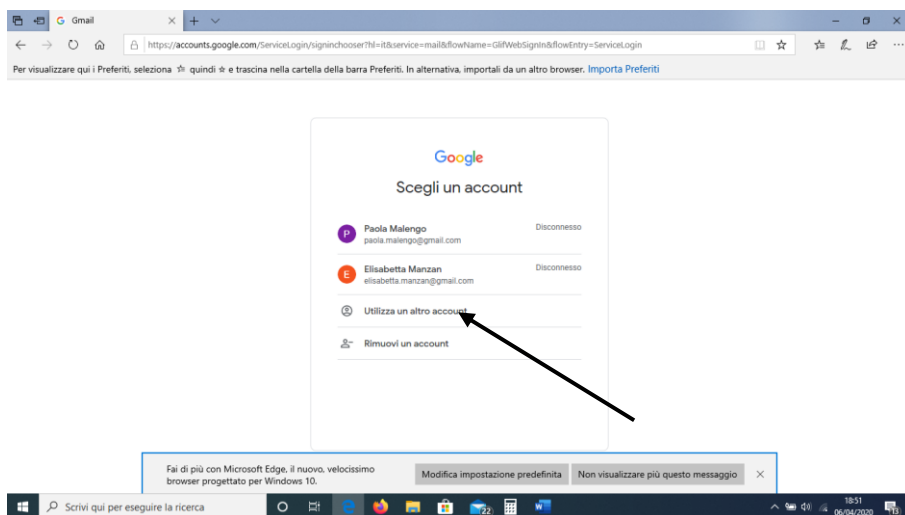 Gmail
https://accounts.google.com/ServiceLogin/signinchooser?hl=it&service=mail&flowName=GlifWebSignIn&flowEntry=ServiceLogin
Per visualizzare qui i Preferiti, seleziona quindi e trascina nella cartella della barra Preferiti. In alternativa, importali da un altro browser. Importa Preferiti
Google
Scegli un account
P
Paola Malengo
Disconnesso
paola.malengo@gmail.com
E
Elisabetta Manzan
Disconnesso
elisabetta.manzan@gmail.com
Utilizza un altro account
Rimuovi un account
Fai di più con Microsoft Edge, il nuovo, velocissimo
browser progettato per Windows 10.
Modifica impostazione predefinita
Non visualizzare più questo messaggio
Scrivi qui per eseguire la ricerca
22
18:51
06/04/2020
13